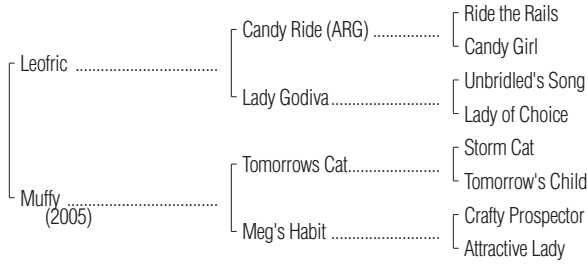 Ride the Rails
Candy Ride (ARG) ..................
Candy Girl
Leofric ......................................
Unbridled's Song
Lady Godiva..............................
Lady of Choice
Storm Cat
Tomorrows Cat.........................
Tomorrow's Child
Muffy ........................................
(2005)
Crafty Prospector
Meg's Habit ..............................
Attractive Lady